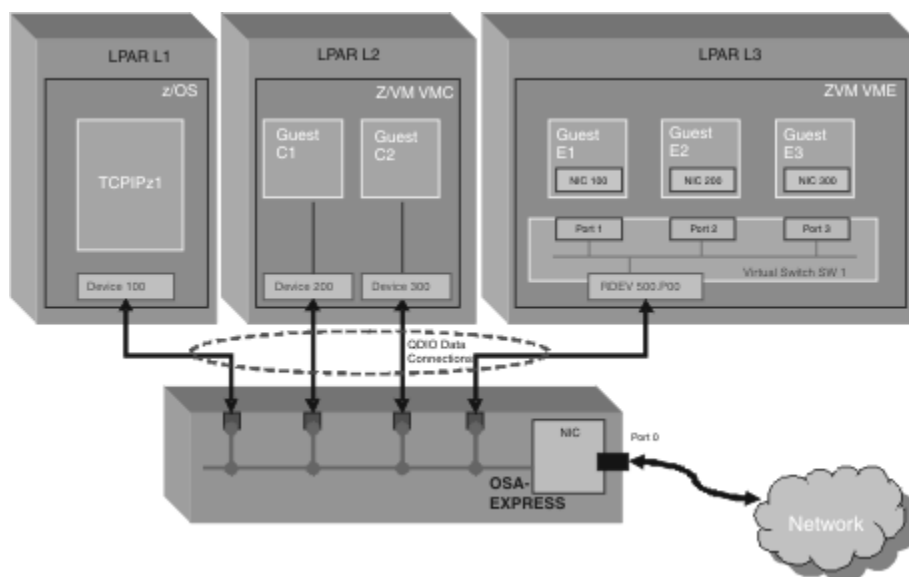 LPAR L1
z/OS
TCPIPz1
Device 100
LPAR L2
Z/VM VMC
Guest
C1
Guest
C2
Device 200
Device 300
LPAR L3
ZVM VME
Guest
E1
NIC 100
Guest
E2
NIC 200
Guest
E3
NIC 300
Port 1
Port 2
Port 3
Virtual Switch SW 1
RDEV 500.P00
QDIO Data
Connections
NIC
Port 0
OSA-
EXPRESS
Network